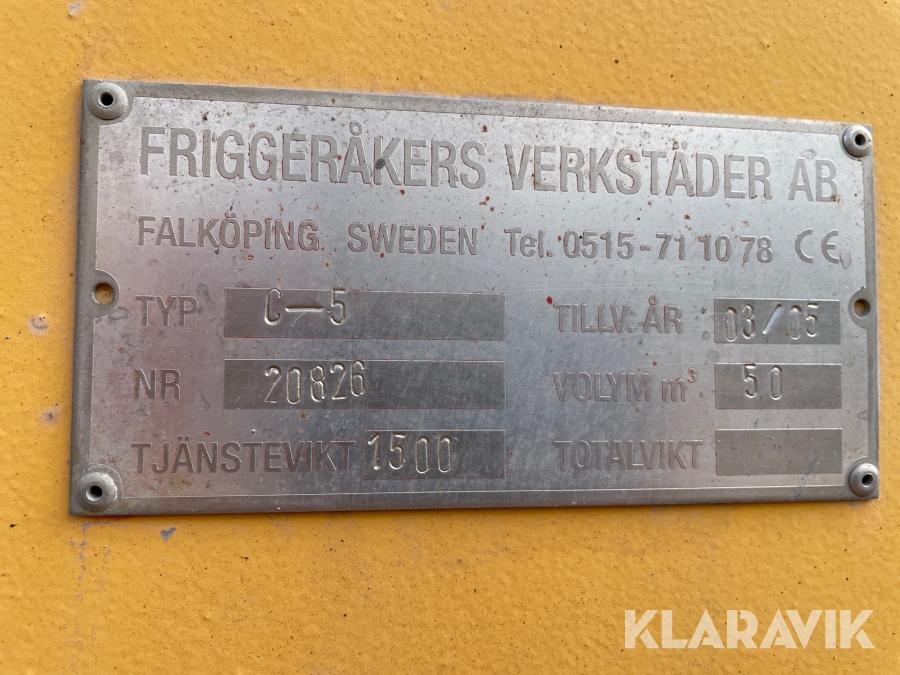 FRIGGERÅKERS VERKSTÄDER AB
FALKÖPING SWEDEN Tel. 0515-71 10 78 CE
TYP C-5 TILLV. ÅR 03/05
NR 20826 VOLYM m³ 5.0
TJÄNSTEVIKT 1500 TOTALVIKT
KLARAVIK